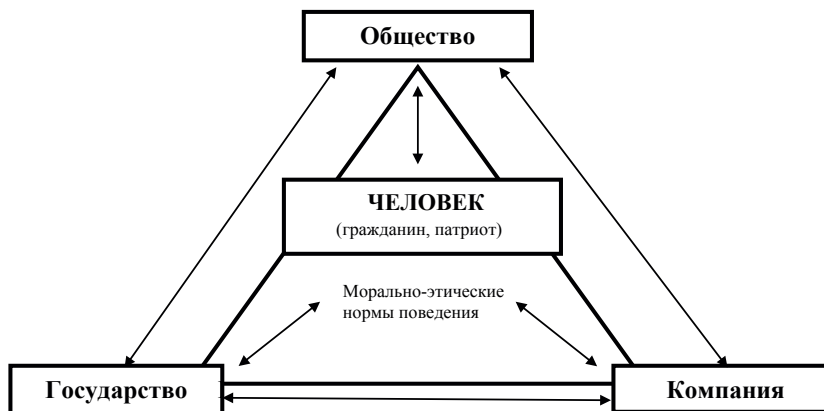 Общество
ЧЕЛОВЕК
(гражданин, патриот)
Морально-этические
нормы поведения
Государство
Компания